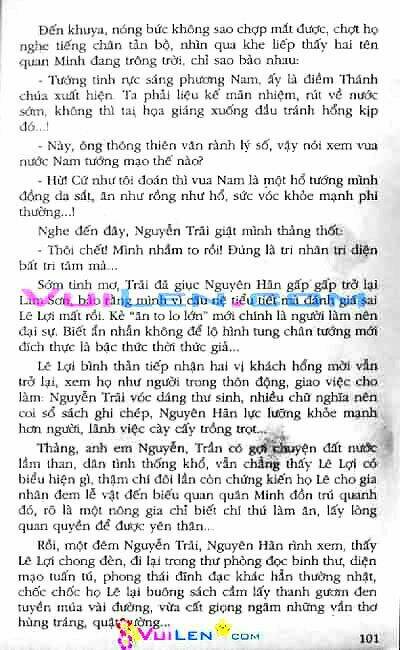 Đến khuya, nóng bức không sao chợp mắt được, chợt họ
nghe tiếng chân tản bộ, nhìn qua khe liếp thấy hai tên
quan Minh đang trông trời, chỉ sao bảo nhau:
- Tướng tinh rực sáng phương Nam, ấy là điềm Thánh
chúa xuất hiện. Ta phải liệu kế mãn nhiệm, rút về nước
sớm, không thì tai họa giáng xuống đầu tránh hổng kịp
đó...!
- Này, ông thông thiên văn rành lý số, vậy nói xem vua
nước Nam tướng mạo thế nào?
- Hừ! Cứ như tôi đoán thì vua Nam là một hổ tướng mình
đồng da sắt, ăn như rồng như hổ, sức vóc khỏe mạnh phi
thường...!
Nghe đến đây, Nguyễn Trãi giật mình thảng thốt:
- Thôi chết! Mình nhầm to rồi! Đúng là tri nhân tri diện
bất tri tâm mà...
Sớm tinh mơ, Trãi đã giục Nguyên Hãn gấp gấp trở lại
Lam Sơn, bảo rằng mình vì câu nệ tiểu tiết mà đánh giá sai
Lê Lợi mất rồi. Kẻ "ăn to lo lớn" mới chính là người làm nên
đại sự. Biết ẩn nhẫn không để lộ hình tung chân tướng mới
đích thực là bậc thức thời thức giả...
Lê Lợi bình thản tiếp nhận hai vị khách hổng mời vẫn
trở lại, xem họ như người trong thôn động, giao việc cho
làm: Nguyễn Trãi vóc dáng thư sinh, nhiều chữ nghĩa nên
coi sổ sách ghi chép, Nguyên Hãn lực lưỡng khỏe mạnh
hơn người, lãnh việc cày cấy trồng trọt...
Thảng, anh em Nguyễn, Trần có gợi chuyện đất nước
lầm than, dân tình thống khổ, vẫn chẳng thấy Lê Lợi có
biểu hiện gì, thậm chí đôi lần còn chứng kiến họ Lê cho gia
nhân đem lễ vật đến biếu quan quân Minh đồn trú quanh
đó, rõ là một nông gia chỉ biết chí thú làm ăn, lấy lòng
quan quyền để được yên thân...
Rồi, một đêm Nguyễn Trãi, Nguyên Hãn rình xem, thấy
Lê Lợi chong đèn, đi lại trong thư phòng đọc binh thư, diện
mạo tuấn tú, phong thái đĩnh đạc khác hẳn thường nhật,
chốc chốc họ Lê lại buông sách cầm lấy thanh gươm đen
tuyền múa vài đường, vừa cất giọng ngâm những vần thơ
hùng tráng, quật cường...
101
VUILEN.com
VUILEN.com